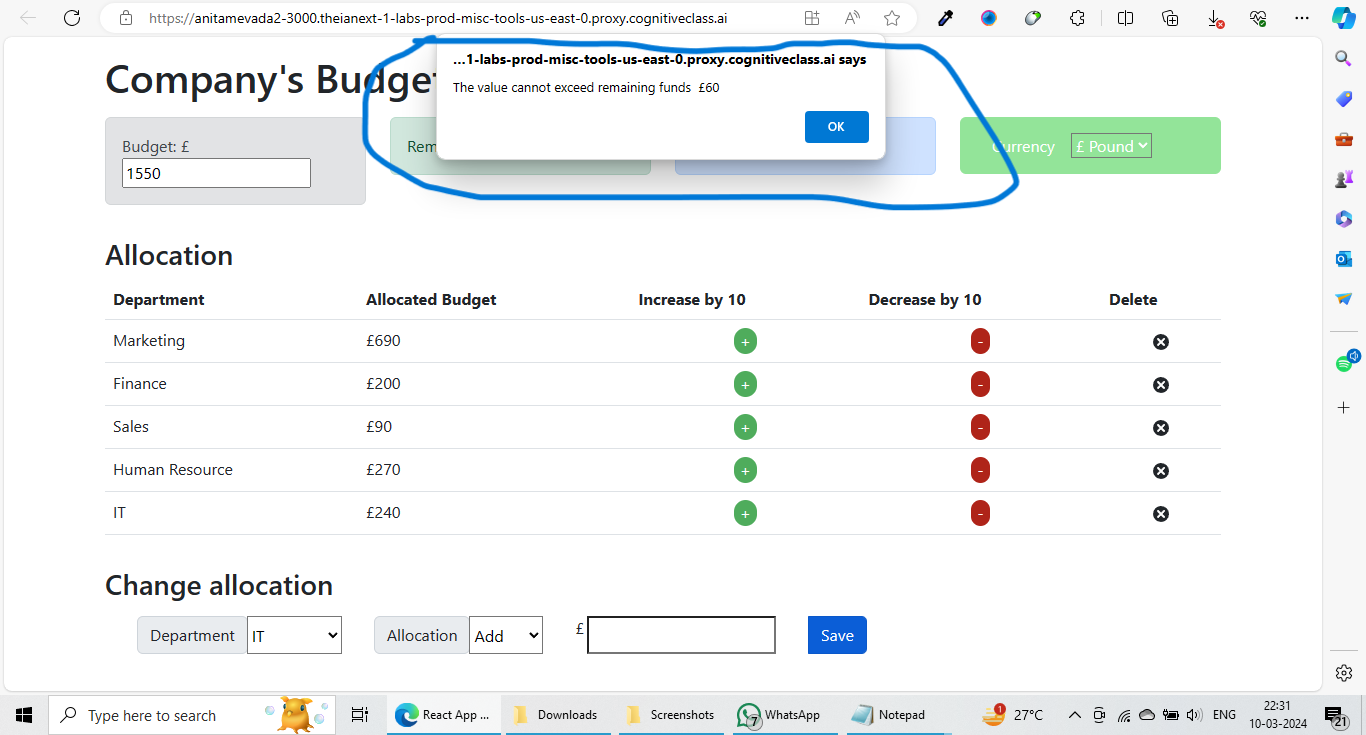 https://anitamevada2-3000.theianext-1-labs-prod-misc-tools-us-east-0.proxy.cognitiveclass.ai
...1-labs-prod-misc-tools-us-east-0.proxy.cognitiveclass.ai says
The value cannot exceed remaining funds £60
OK
Company's Budge
Budget: £
1550
Rem
Currency
£ Pound
Allocation
Department Allocated Budget Increase by 10 Decrease by 10 Delete
Marketing £690 + -
Finance £200 + -
Sales £90 + -
Human Resource £270 + -
IT £240 + -
Change allocation
Department IT Allocation Add £ Save
Type here to search
React App ...
Downloads
Screenshots
7
WhatsApp
Notepad
1
27°C
ENG
22:31
10-03-2024
21